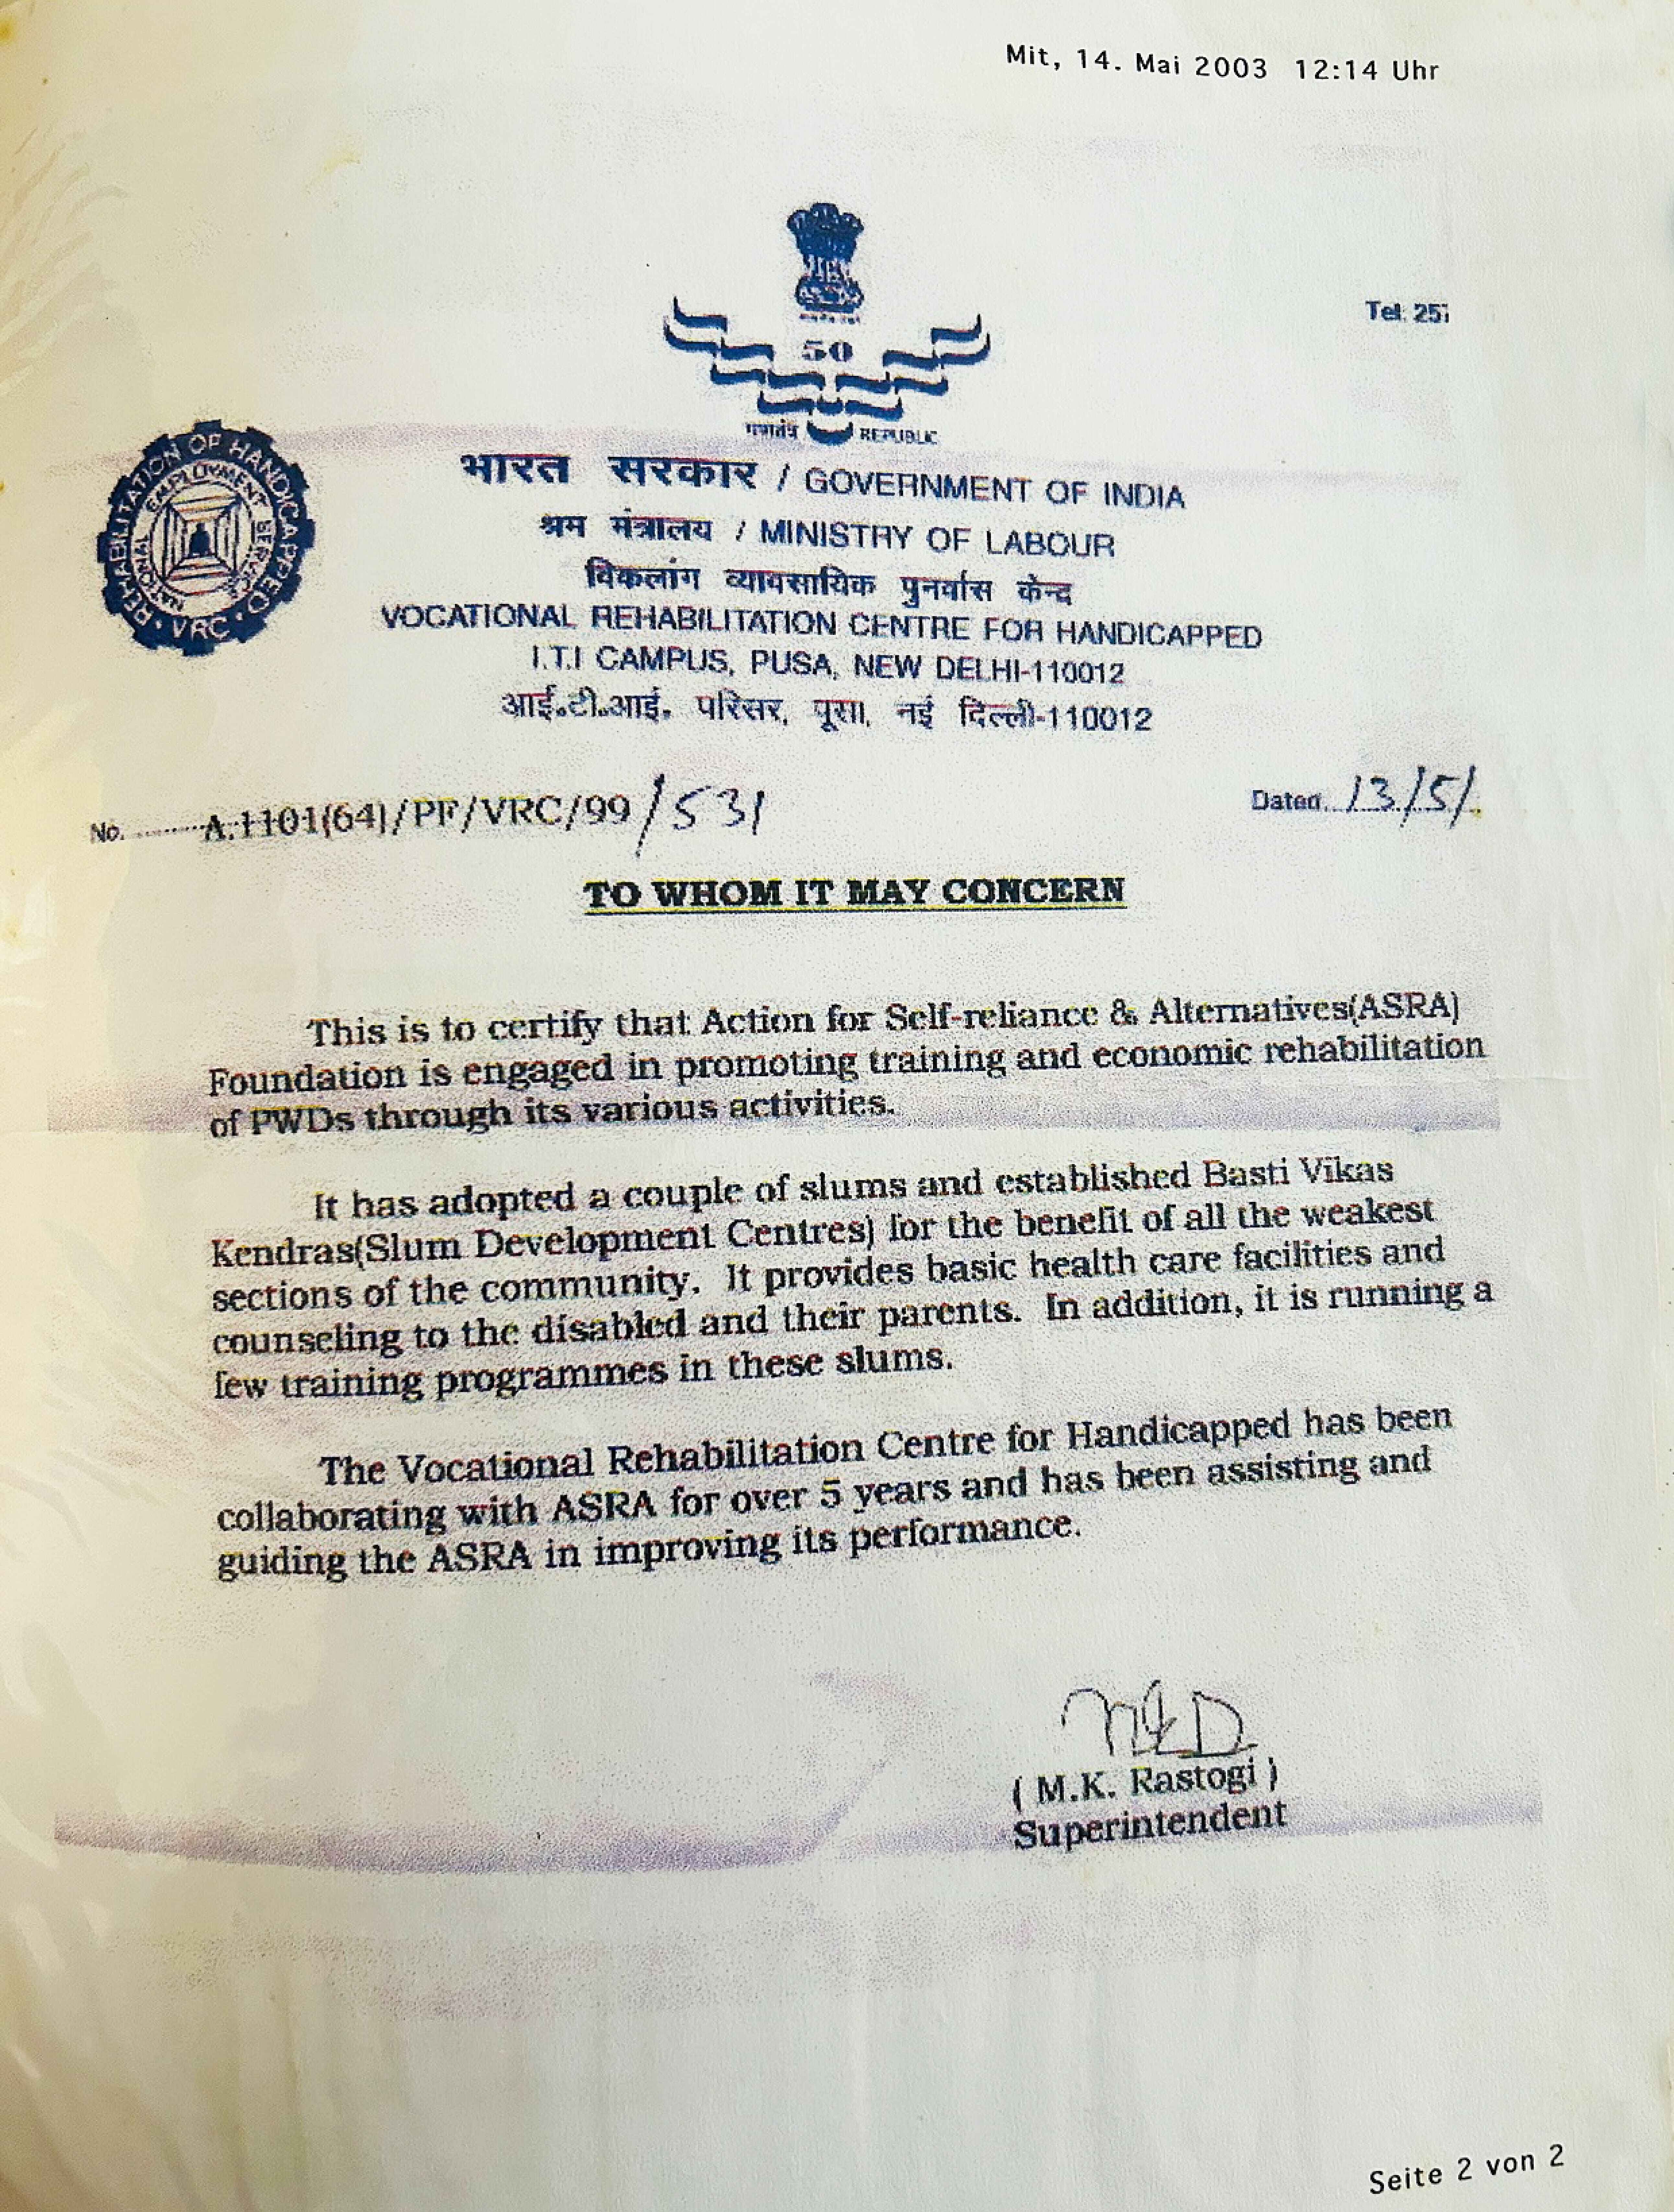 Mit, 14. Mai 2003 12:14 Uhr
Tel: 25
50
गणतंत्र REPUBLIC
REHABILITATION OF HANDICAPPED
NATIONAL EMPLOYMENT SERVICE
· VRC ·
भारत सरकार / GOVERNMENT OF INDIA
श्रम मंत्रालय / MINISTRY OF LABOUR
विकलांग व्यावसायिक पुनर्वास केन्द
VOCATIONAL REHABILITATION CENTRE FOR HANDICAPPED
I.T.I CAMPUS, PUSA, NEW DELHI-110012
आई.टी.आई. परिसर, पूसा, नई दिल्ली-110012
No. A.1101(64)/PF/VRC/99/531
Dated 13/5/
TO WHOM IT MAY CONCERN
This is to certify that Action for Self-reliance & Alternatives(ASRA)
Foundation is engaged in promoting training and economic rehabilitation
of PWDs through its various activities.
It has adopted a couple of slums and established Basti Vikas
Kendras(Slum Development Centres) for the benefit of all the weakest
sections of the community. It provides basic health care facilities and
counseling to the disabled and their parents. In addition, it is running a
few training programmes in these slums.
The Vocational Rehabilitation Centre for Handicapped has been
collaborating with ASRA for over 5 years and has been assisting and
guiding the ASRA in improving its performance.
( M.K. Rastogi )
Superintendent
Seite 2 von 2